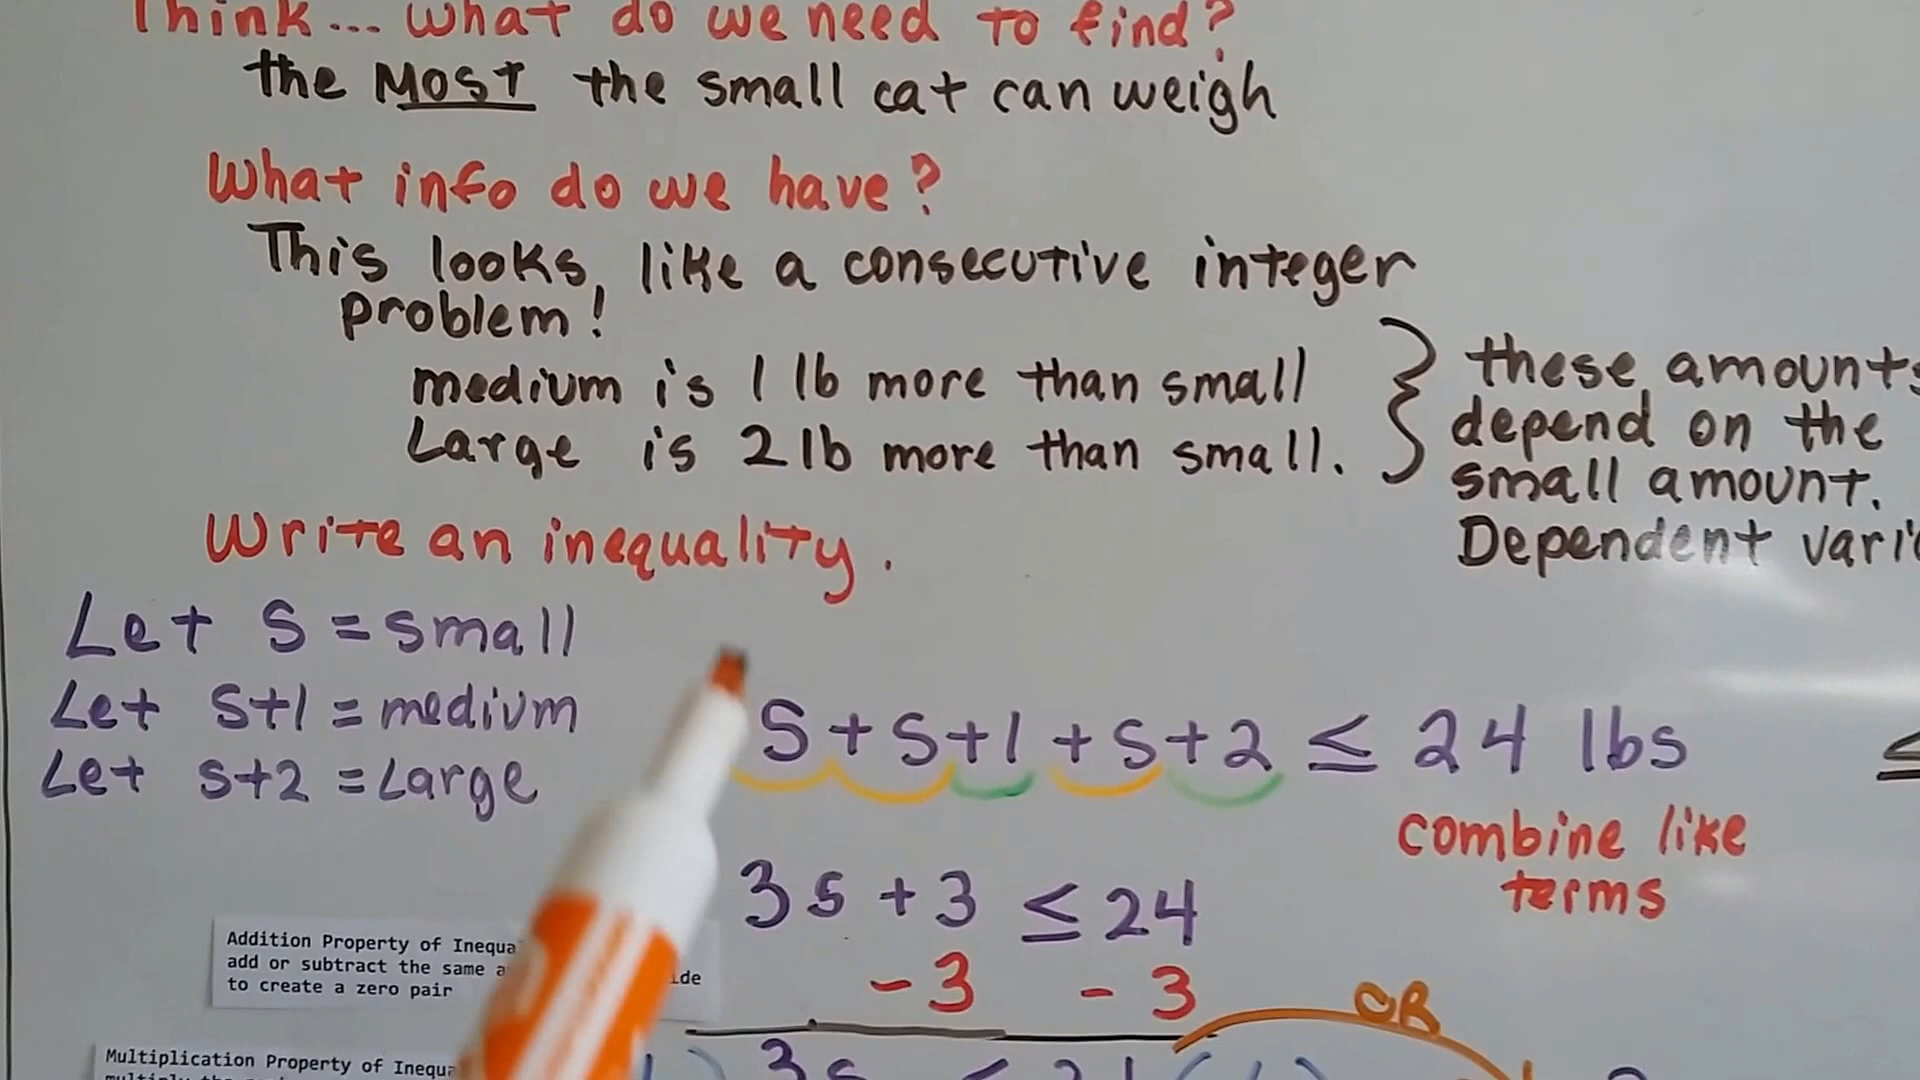 Think... what do we need to find?
the MOST the small cat can weigh
What info do we have?
This looks like a consecutive integer
problem!
medium is 1 lb more than small
Large is 2 lb more than small.
these amounts
depend on the
small amount.
Dependent
Write an inequality.
Let S = small
Let S+1 = medium
Let S+2 = Large
S + S+1 + S+2 ≤ 24 lbs
≤
combine like
terms
3s + 3 ≤ 24
-3 -3
OR
Addition Property of
add or subtract the same
to create a zero pair
Multiplication Property of
3s ≤ 21